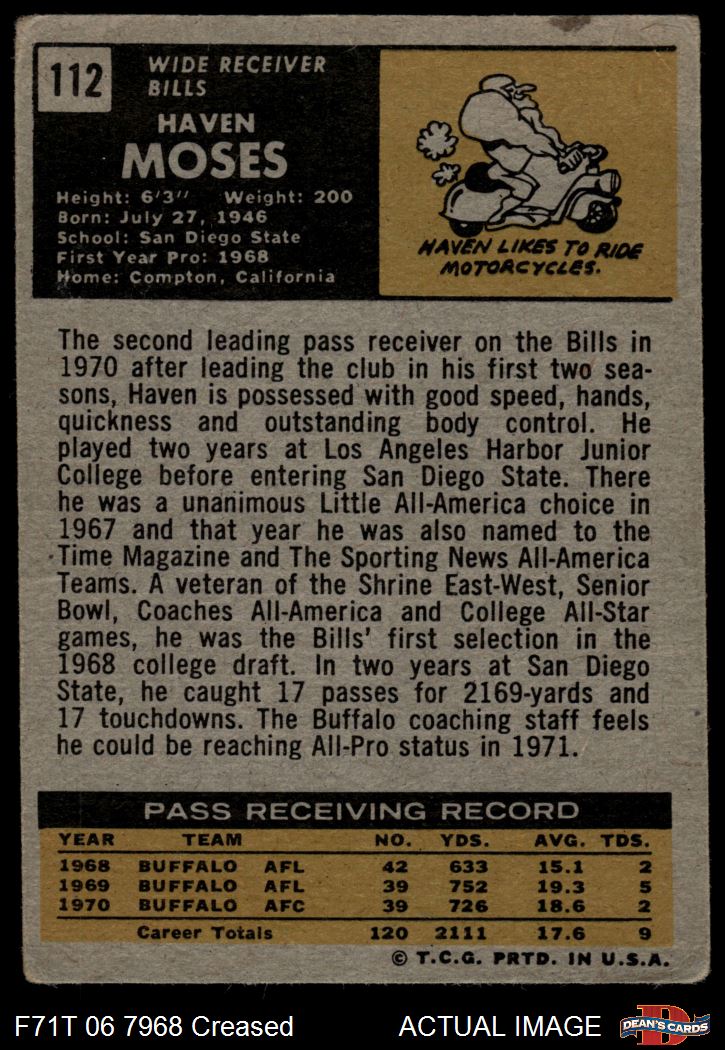 112
WIDE RECEIVER
BILLS
HAVEN
MOSES
Height: 6'3" Weight: 200
Born: July 27, 1946
School: San Diego State
First Year Pro: 1968
Home: Compton, California
HAVEN LIKES TO RIDE
MOTORCYCLES.
The second leading pass receiver on the Bills in
1970 after leading the club in his first two sea-
sons, Haven is possessed with good speed, hands,
quickness and outstanding body control. He
played two years at Los Angeles Harbor Junior
College before entering San Diego State. There
he was a unanimous Little All-America choice in
1967 and that year he was also named to the
Time Magazine and The Sporting News All-America
Teams. A veteran of the Shrine East-West, Senior
Bowl, Coaches All-America and College All-Star
games, he was the Bills' first selection in the
1968 college draft. In two years at San Diego
State, he caught 17 passes for 2169-yards and
17 touchdowns. The Buffalo coaching staff feels
he could be reaching All-Pro status in 1971.
PASS RECEIVING RECORD
YEAR TEAM NO. YDS. AVG. TDS.
1968 BUFFALO AFL 42 633 15.1 2
1969 BUFFALO AFL 39 752 19.3 5
1970 BUFFALO AFC 39 726 18.6 2
Career Totals 120 2111 17.6 9
© T.C.G. PRTD. IN U.S.A.
F71T 06 7968 Creased ACTUAL IMAGE
D
DEAN'S CARDS